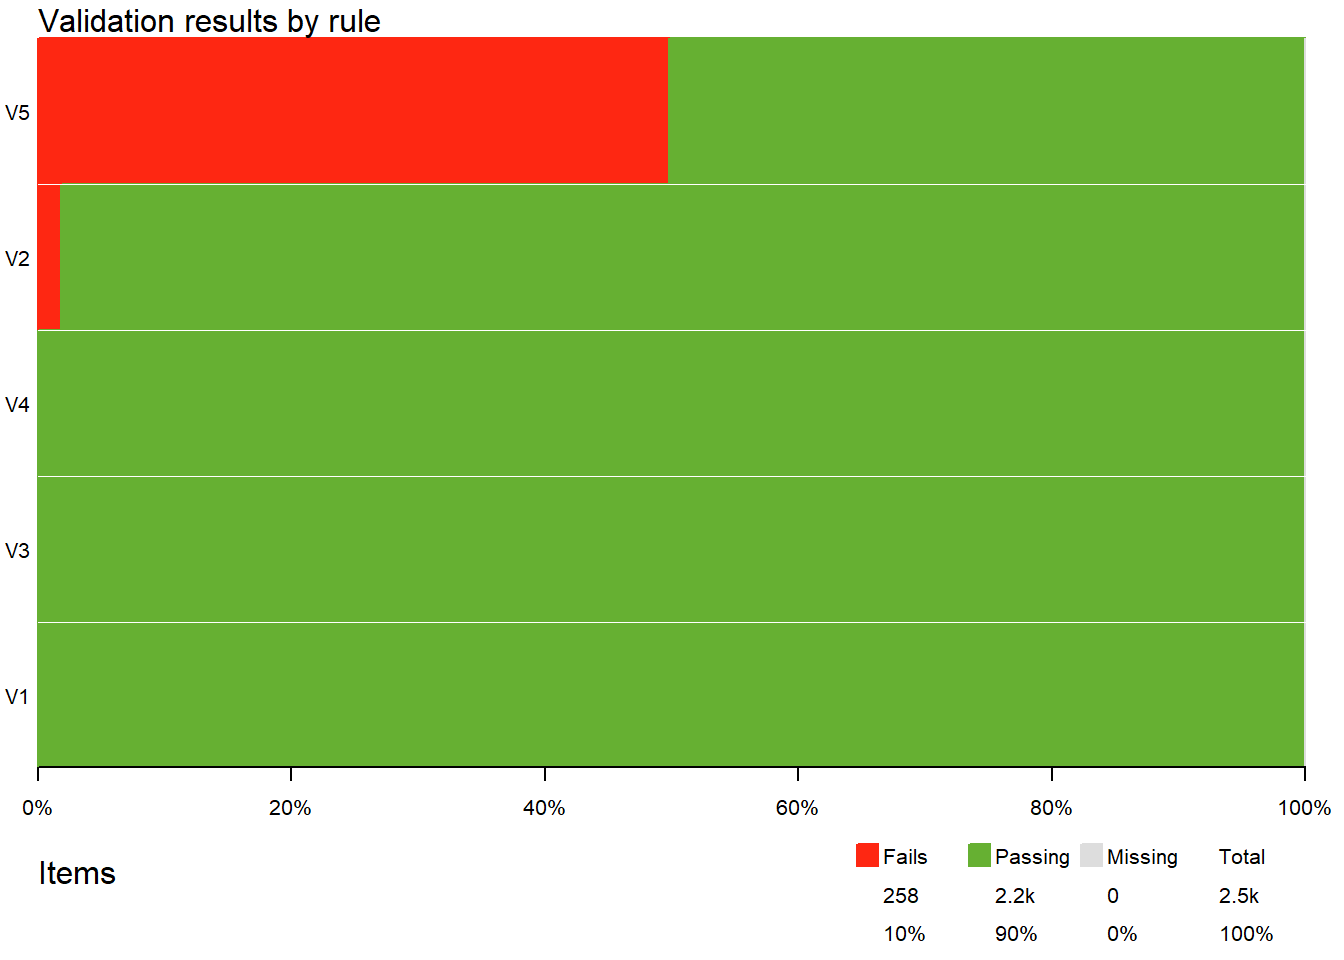 Validation results by rule
V5
V2
V4
V3
V1
0% 20% 40% 60% 80% 100%
Items
Fails Passing Missing Total
258 2.2k 0 2.5k
10% 90% 0% 100%